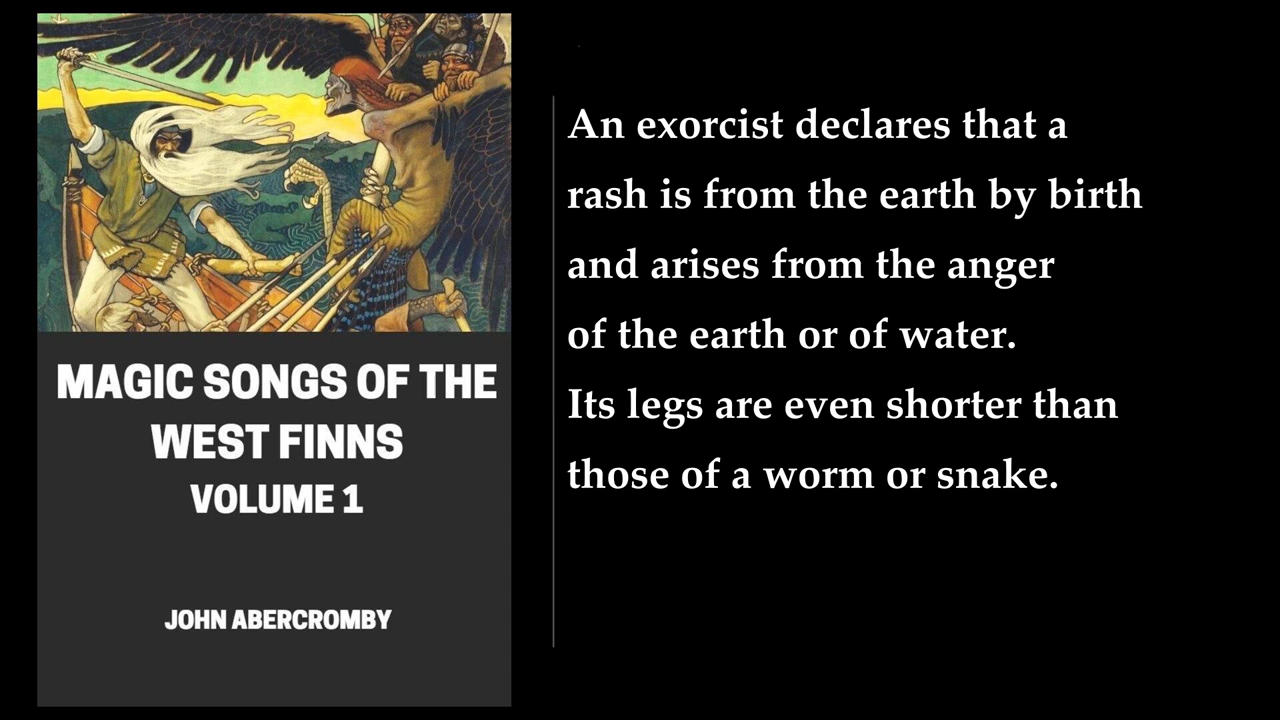 MAGIC SONGS OF THE
WEST FINNS
VOLUME 1
JOHN ABERCROMBY
An exorcist declares that a
rash is from the earth by birth
and arises from the anger
of the earth or of water.
Its legs are even shorter than
those of a worm or snake.